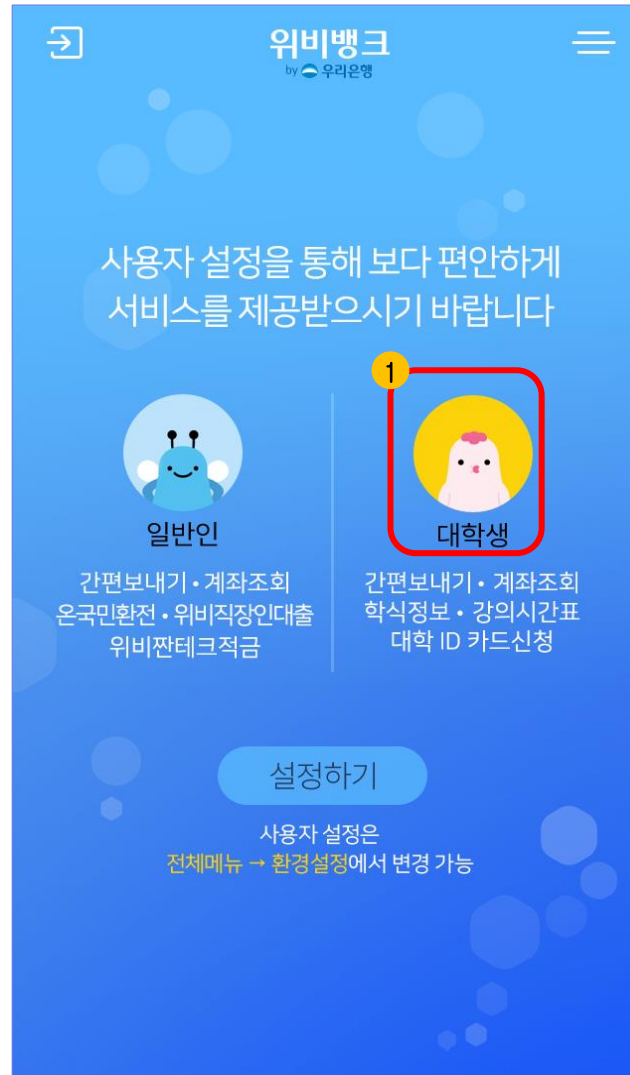 위비뱅크
by 우리은행
사용자 설정을 통해 보다 편안하게
서비스를 제공받으시기 바랍니다
1
일반인
간편보내기 • 계좌조회
온국민환전 • 위비직장인대출
위비짠테크적금
대학생
간편보내기 • 계좌조회
학식정보 • 강의시간표
대학 ID 카드신청
설정하기
사용자 설정은
전체메뉴 → 환경설정에서 변경 가능